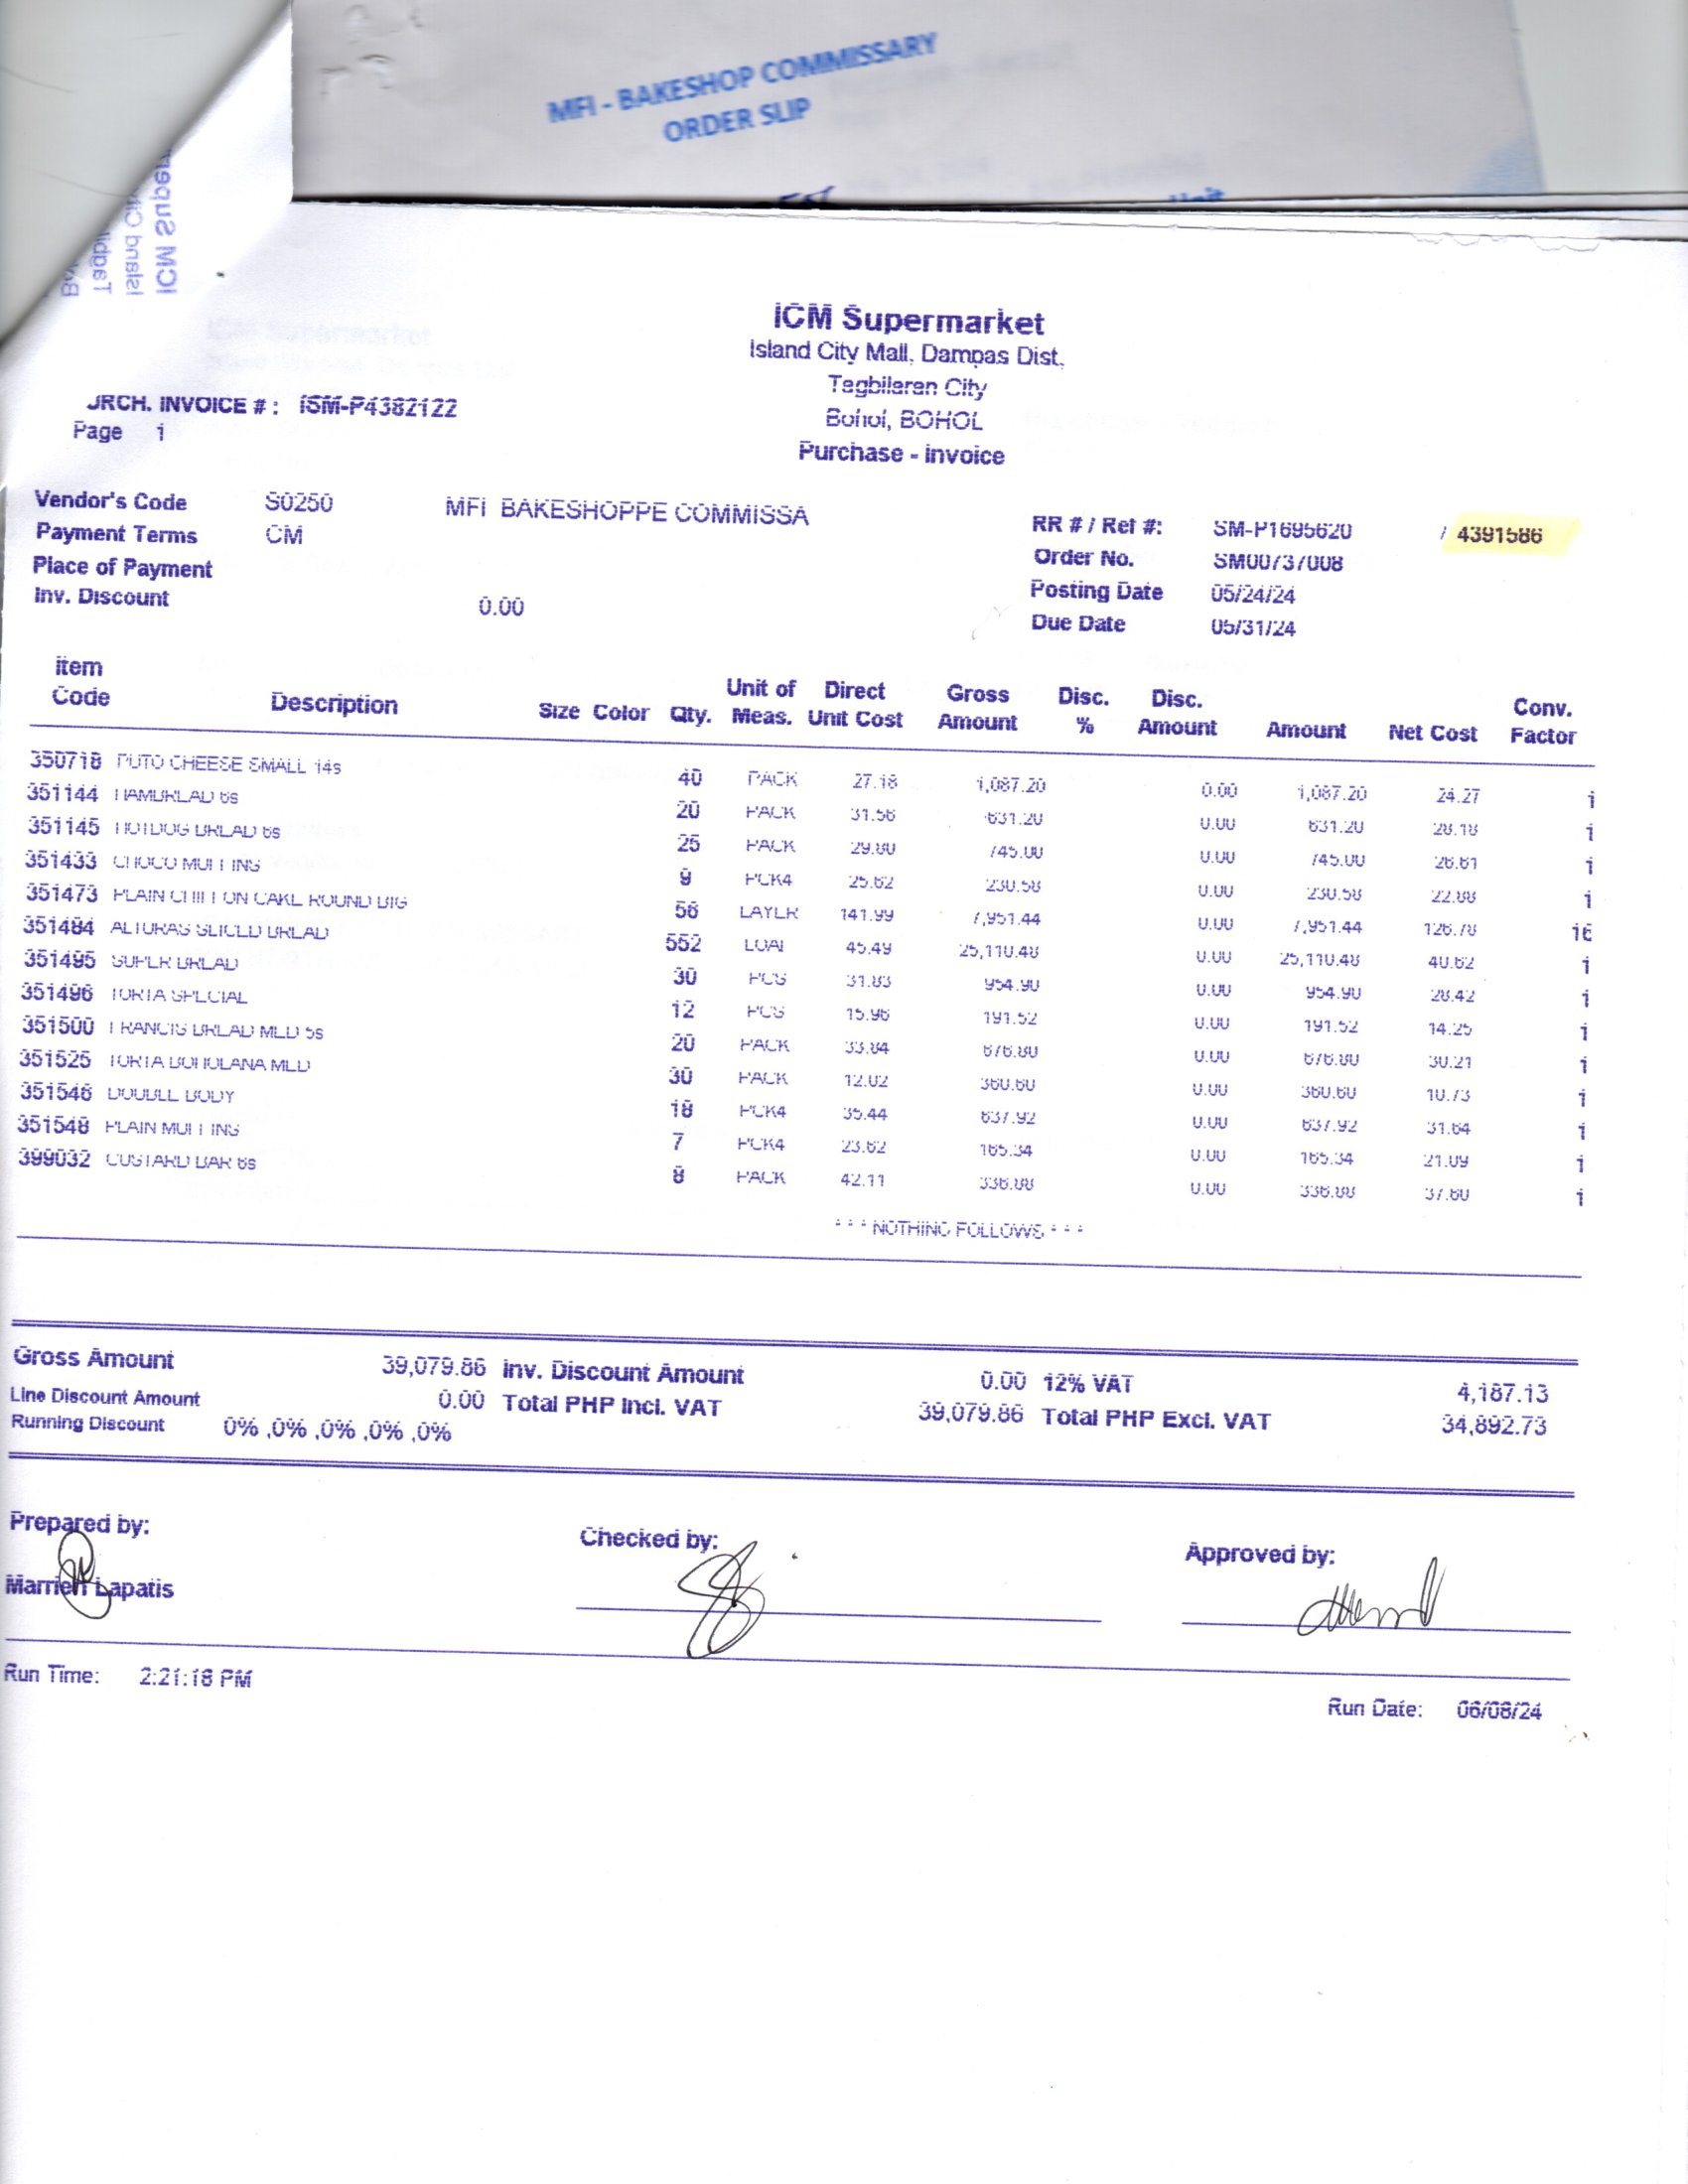 MFI - BAKESHOP COMMISSARY
ORDER SLIP
Unit
ICM Super
Island Ci
Tagbi
ICM Supermarket
Island City Mall, Dampas Dist.
Tagbilaran City
Bohol, BOHOL
Purchase - Invoice
URCH. INVOICE # : ISM-P4382122
Page 1
Vendor's Code S0250 MFI BAKESHOPPE COMMISSA
Payment Terms CM
Place of Payment
Inv. Discount 0.00
RR # / Ref #: SM-P1695620 / 4391586
Order No. SM00737008
Posting Date 05/24/24
Due Date 05/31/24
Item Code Description Size Color Qty. Unit of Meas. Direct Unit Cost Gross Amount Disc. % Disc. Amount Amount Net Cost Conv. Factor
350718 PUTO CHEESE SMALL 14s 40 PACK 27.18 1,087.20 0.00 1,087.20 24.27 1
351144 HAMBREAD 6s 20 PACK 31.56 631.20 0.00 631.20 28.18 1
351145 HOTDOG BREAD 6s 25 PACK 29.80 745.00 0.00 745.00 26.61 1
351433 CHOCO MUFFINS 9 PCK4 25.62 230.58 0.00 230.58 22.88 1
351473 PLAIN CHIFFON CAKE ROUND BIG 56 LAYER 141.99 7,951.44 0.00 7,951.44 126.78 16
351484 ALTURAS SLICED BREAD 552 LOAF 45.49 25,110.48 0.00 25,110.48 40.62 1
351495 SUPER BREAD 30 PCS 31.83 954.90 0.00 954.90 28.42 1
351496 TORTA SPECIAL 12 PCS 15.96 191.52 0.00 191.52 14.25 1
351500 FRANCIS BREAD MED 5s 20 PACK 33.84 676.80 0.00 676.80 30.21 1
351525 TORTA BOHOLANA MED 30 PACK 12.02 360.60 0.00 360.60 10.73 1
351546 DOUBLE BODY 18 PCK4 35.44 637.92 0.00 637.92 31.64 1
351548 PLAIN MUFFINS 7 PCK4 23.62 165.34 0.00 165.34 21.09 1
399032 CUSTARD BAR 6s 8 PACK 42.11 336.88 0.00 336.88 37.60 1
* * * NOTHING FOLLOWS * * *
Gross Amount 39,079.86 Inv. Discount Amount 0.00 12% VAT 4,187.13
Line Discount Amount 0.00 Total PHP Incl. VAT 39,079.86 Total PHP Excl. VAT 34,892.73
Running Discount 0% ,0% ,0% ,0% ,0%
Prepared by: Checked by: Approved by:
Lapatis
Run Time: 2:21:18 PM
Run Date: 06/08/24